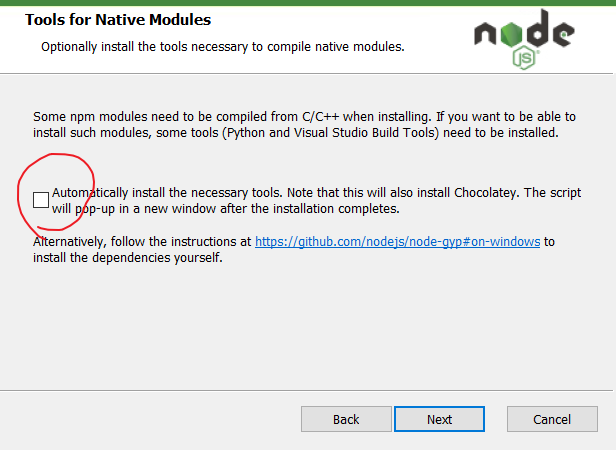 Tools for Native Modules
Optionally install the tools necessary to compile native modules.
node
JS
Some npm modules need to be compiled from C/C++ when installing. If you want to be able to
install such modules, some tools (Python and Visual Studio Build Tools) need to be installed.
Automatically install the necessary tools. Note that this will also install Chocolatey. The script
will pop-up in a new window after the installation completes.
Alternatively, follow the instructions at https://github.com/nodejs/node-gyp#on-windows to
install the dependencies yourself.
Back
Next
Cancel